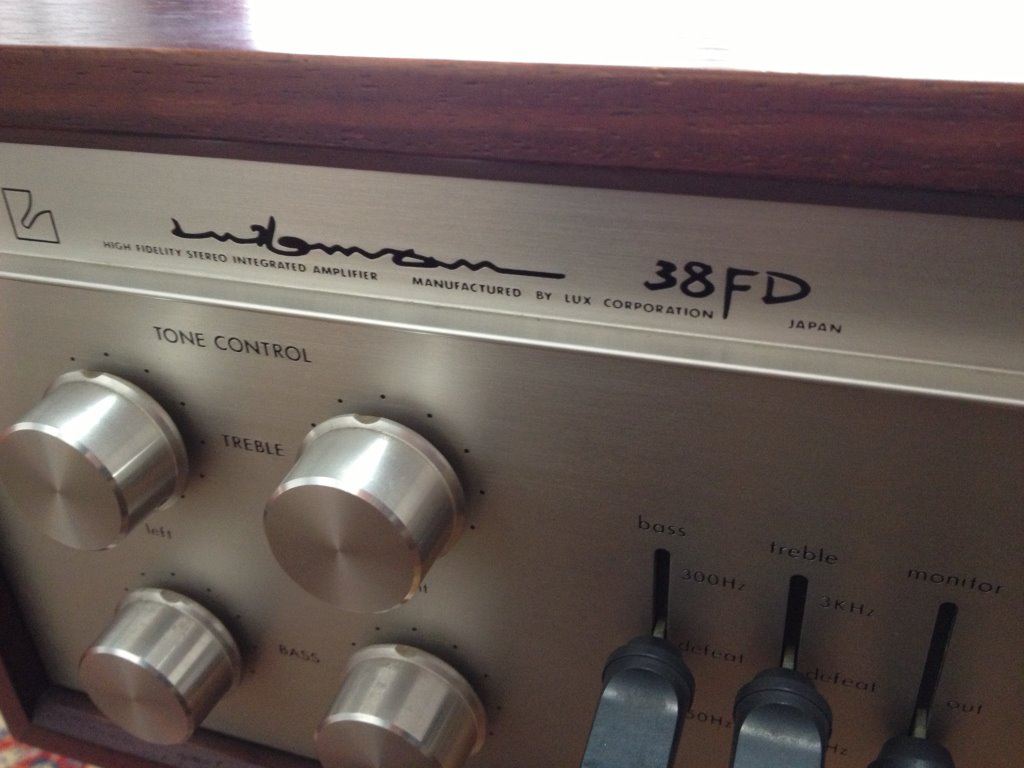 luxman 38FD
HIGH FIDELITY STEREO INTEGRATED AMPLIFIER MANUFACTURED BY LUX CORPORATION JAPAN
TONE CONTROL
TREBLE
left
BASS
bass treble monitor
300Hz 3KHz
defeat defeat out